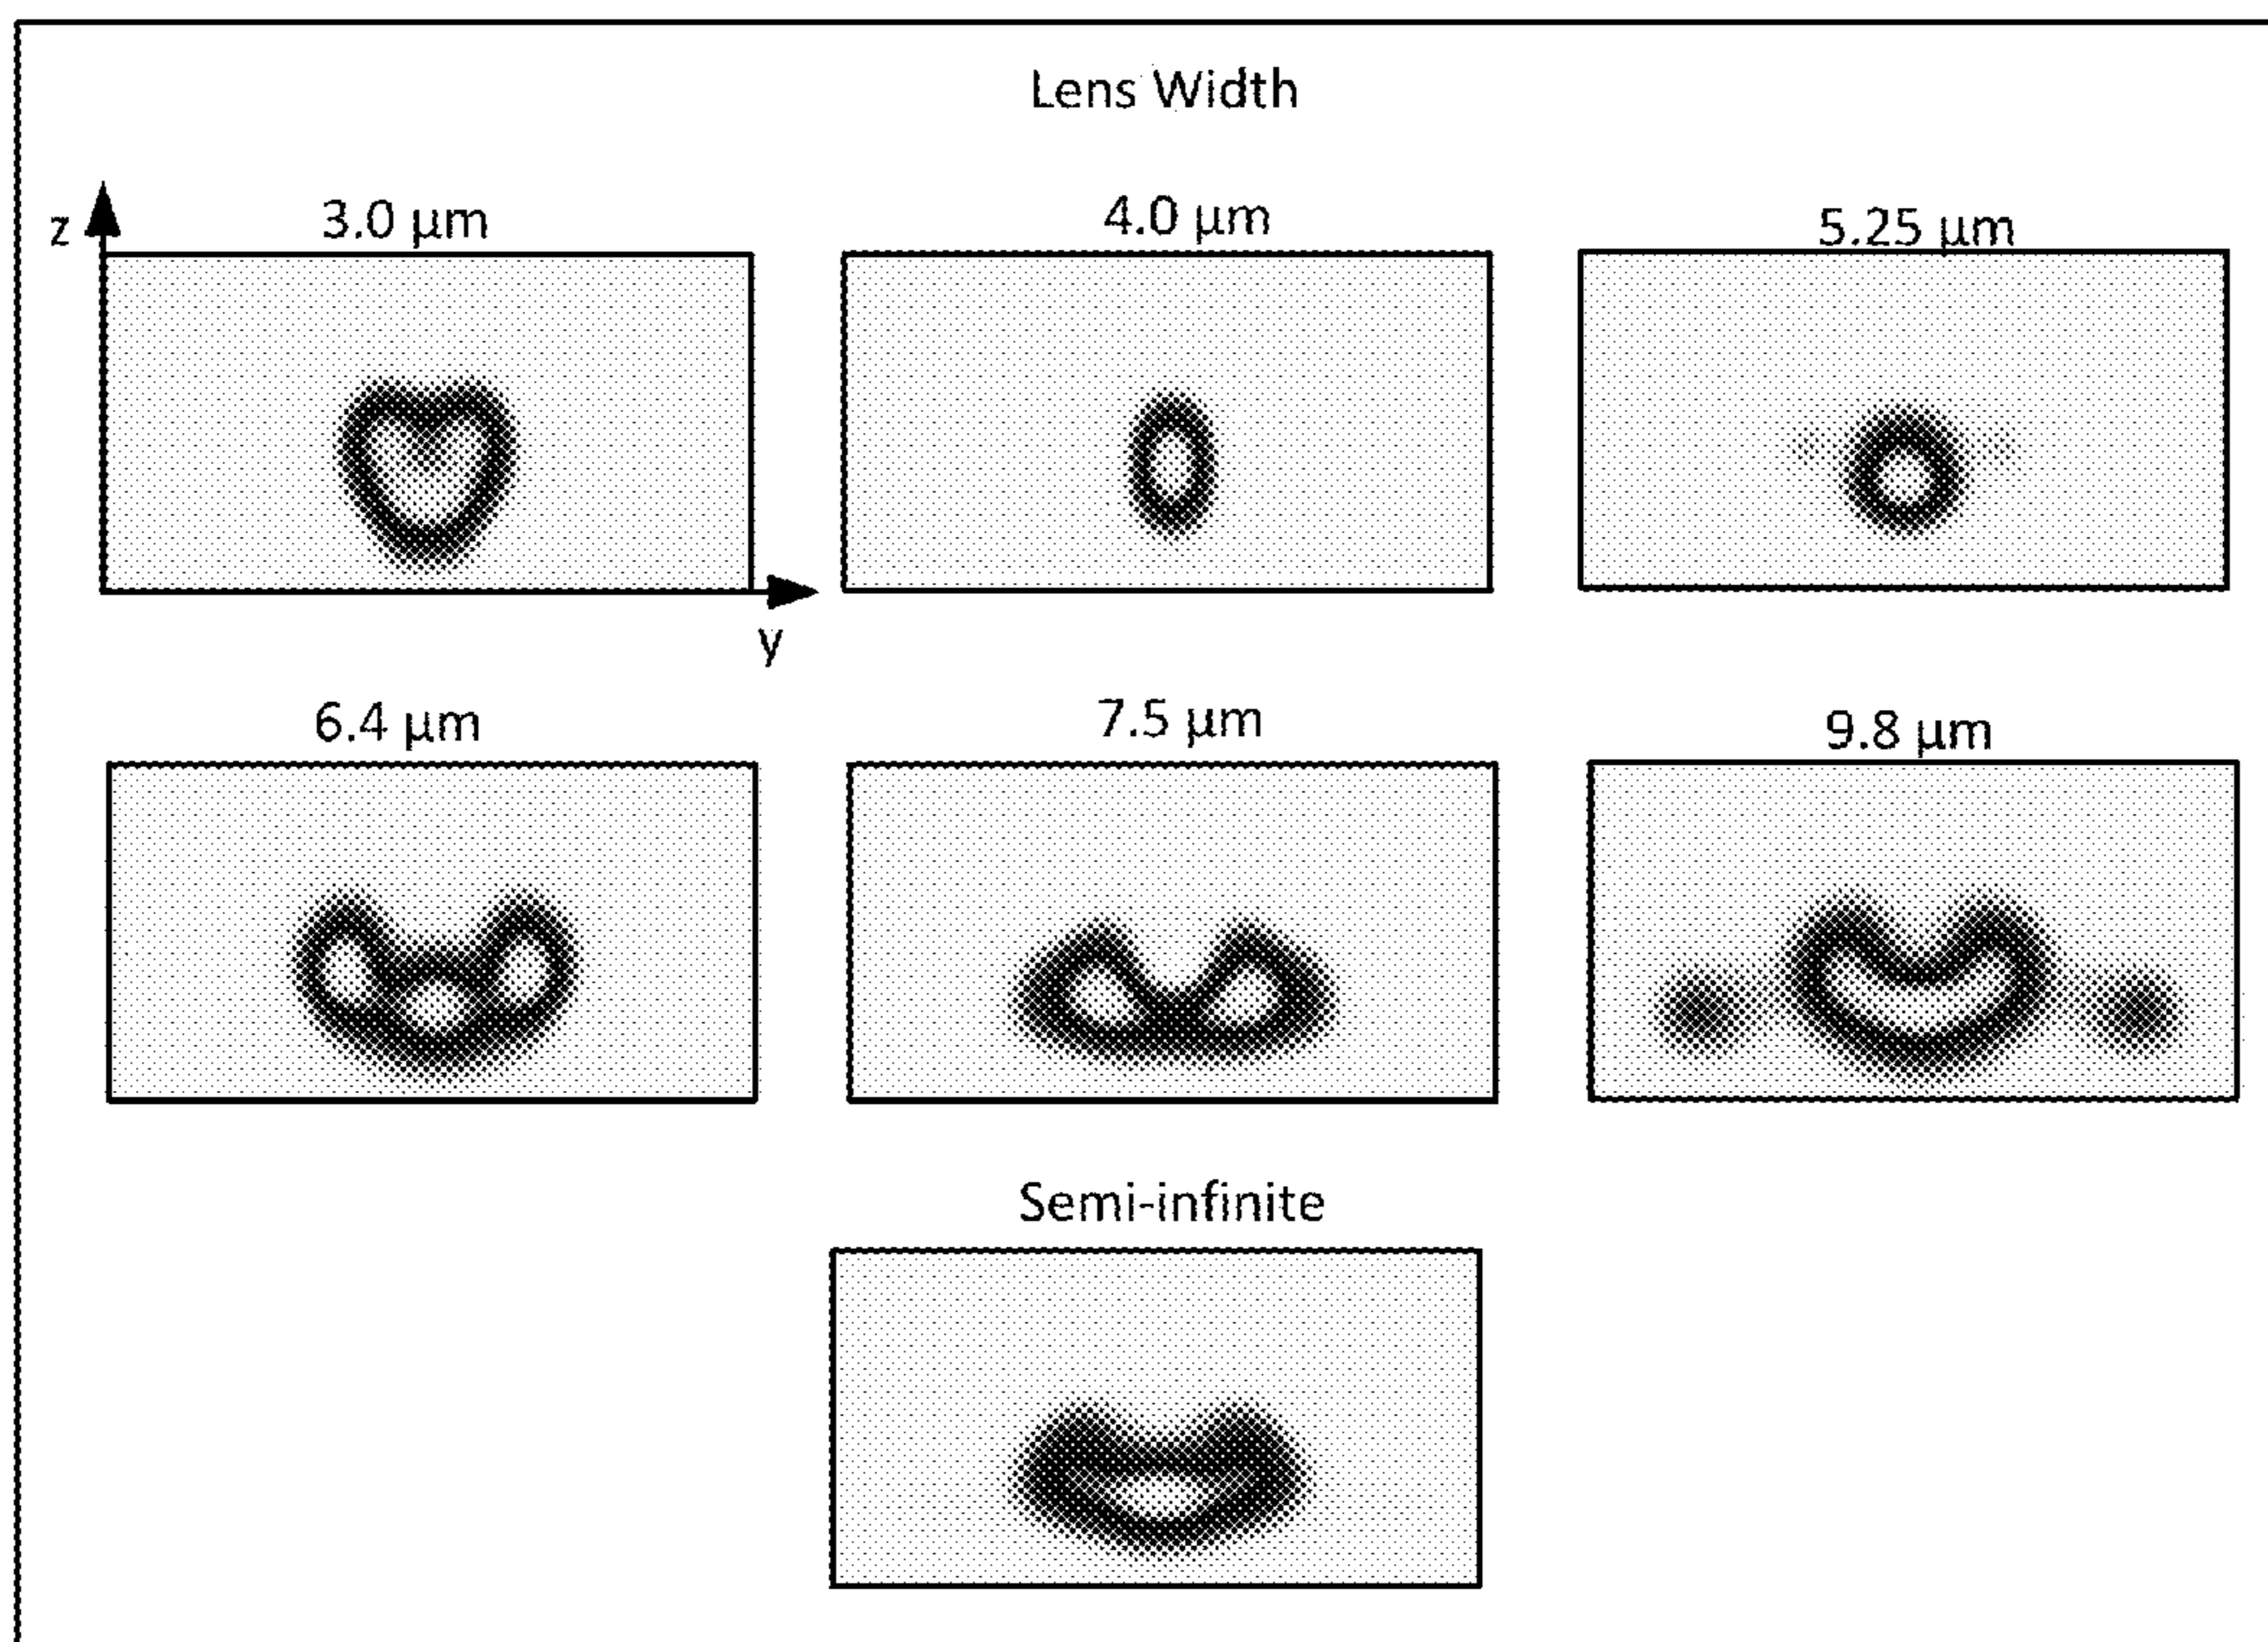 Lens Width
z
3.0 μm
4.0 μm
5.25 μm
y
6.4 μm
7.5 μm
9.8 μm
Semi-infinite